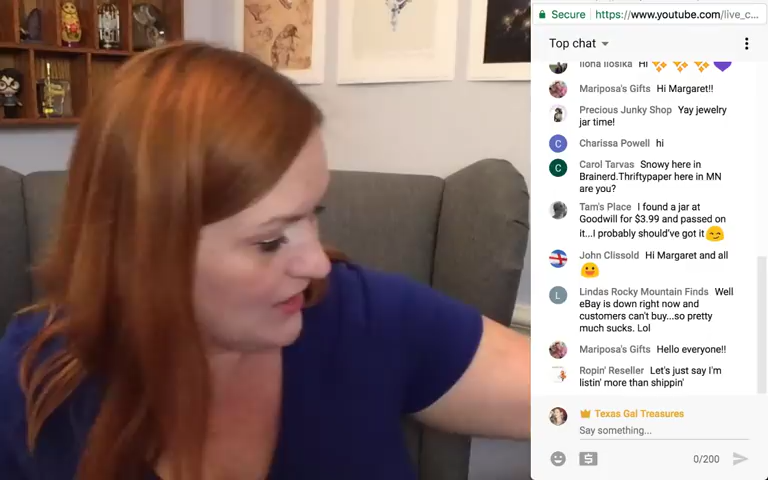 Secure https://www.youtube.com/live_c...
Top chat
Ilona Ilosika Hi
Mariposa's Gifts Hi Margaret!!
Precious Junky Shop Yay jewelry
jar time!
C Charissa Powell hi
C Carol Tarvas Snowy here in
Brainerd.Thriftypaper here in MN
are you?
Tam's Place I found a jar at
Goodwill for $3.99 and passed on
it...I probably should've got it
John Clissold Hi Margaret and all
L Lindas Rocky Mountain Finds Well
eBay is down right now and
customers can't buy...so pretty
much sucks. Lol
Mariposa's Gifts Hello everyone!!
Ropin' Reseller Let's just say I'm
listin' more than shippin'
Texas Gal Treasures
Say something...
0/200